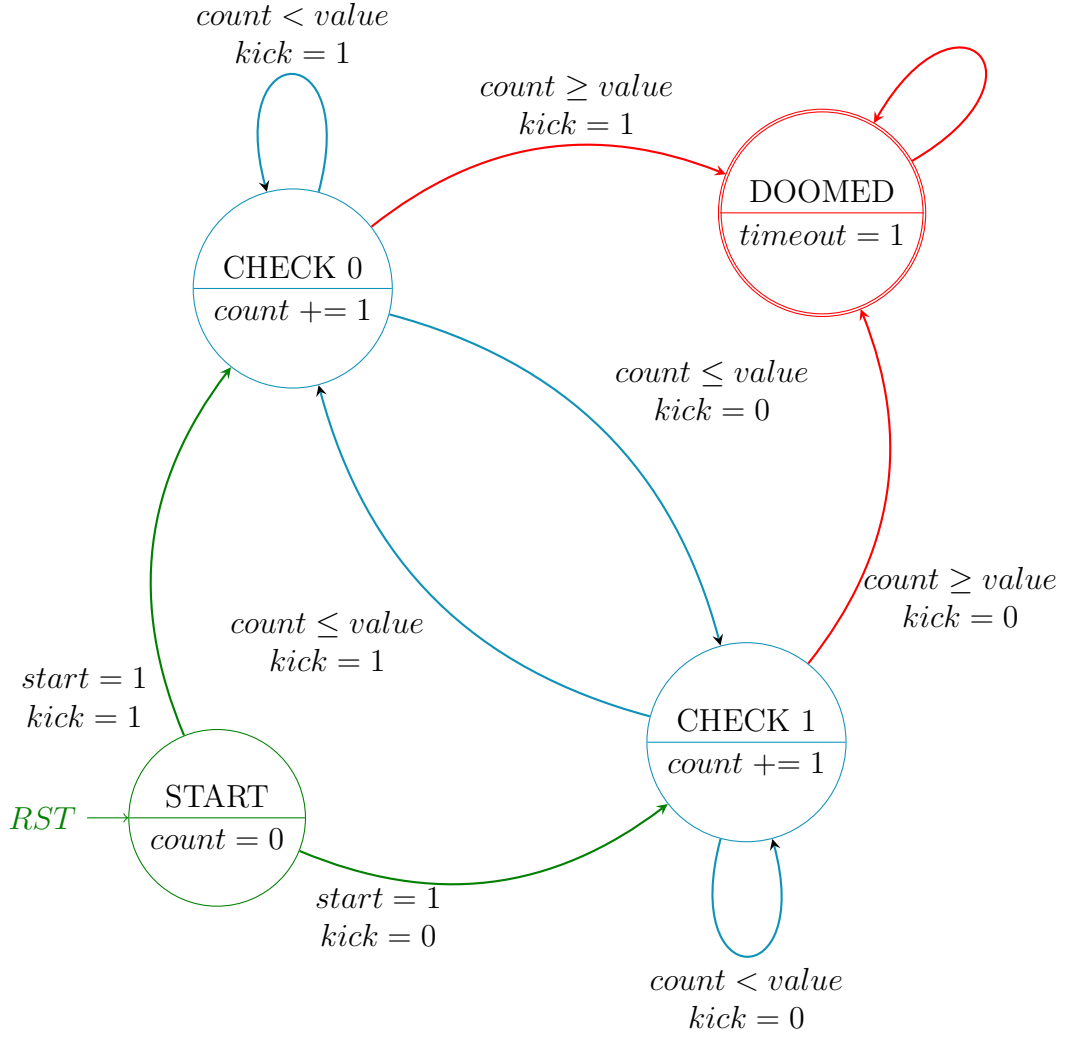 count < value
kick = 1
count ≥ value
kick = 1
DOOMED
timeout = 1
CHECK 0
count += 1
count ≤ value
kick = 0
count ≥ value
kick = 0
count ≤ value
kick = 1
start = 1
kick = 1
CHECK 1
count += 1
START
RST
count = 0
start = 1
kick = 0
count < value
kick = 0